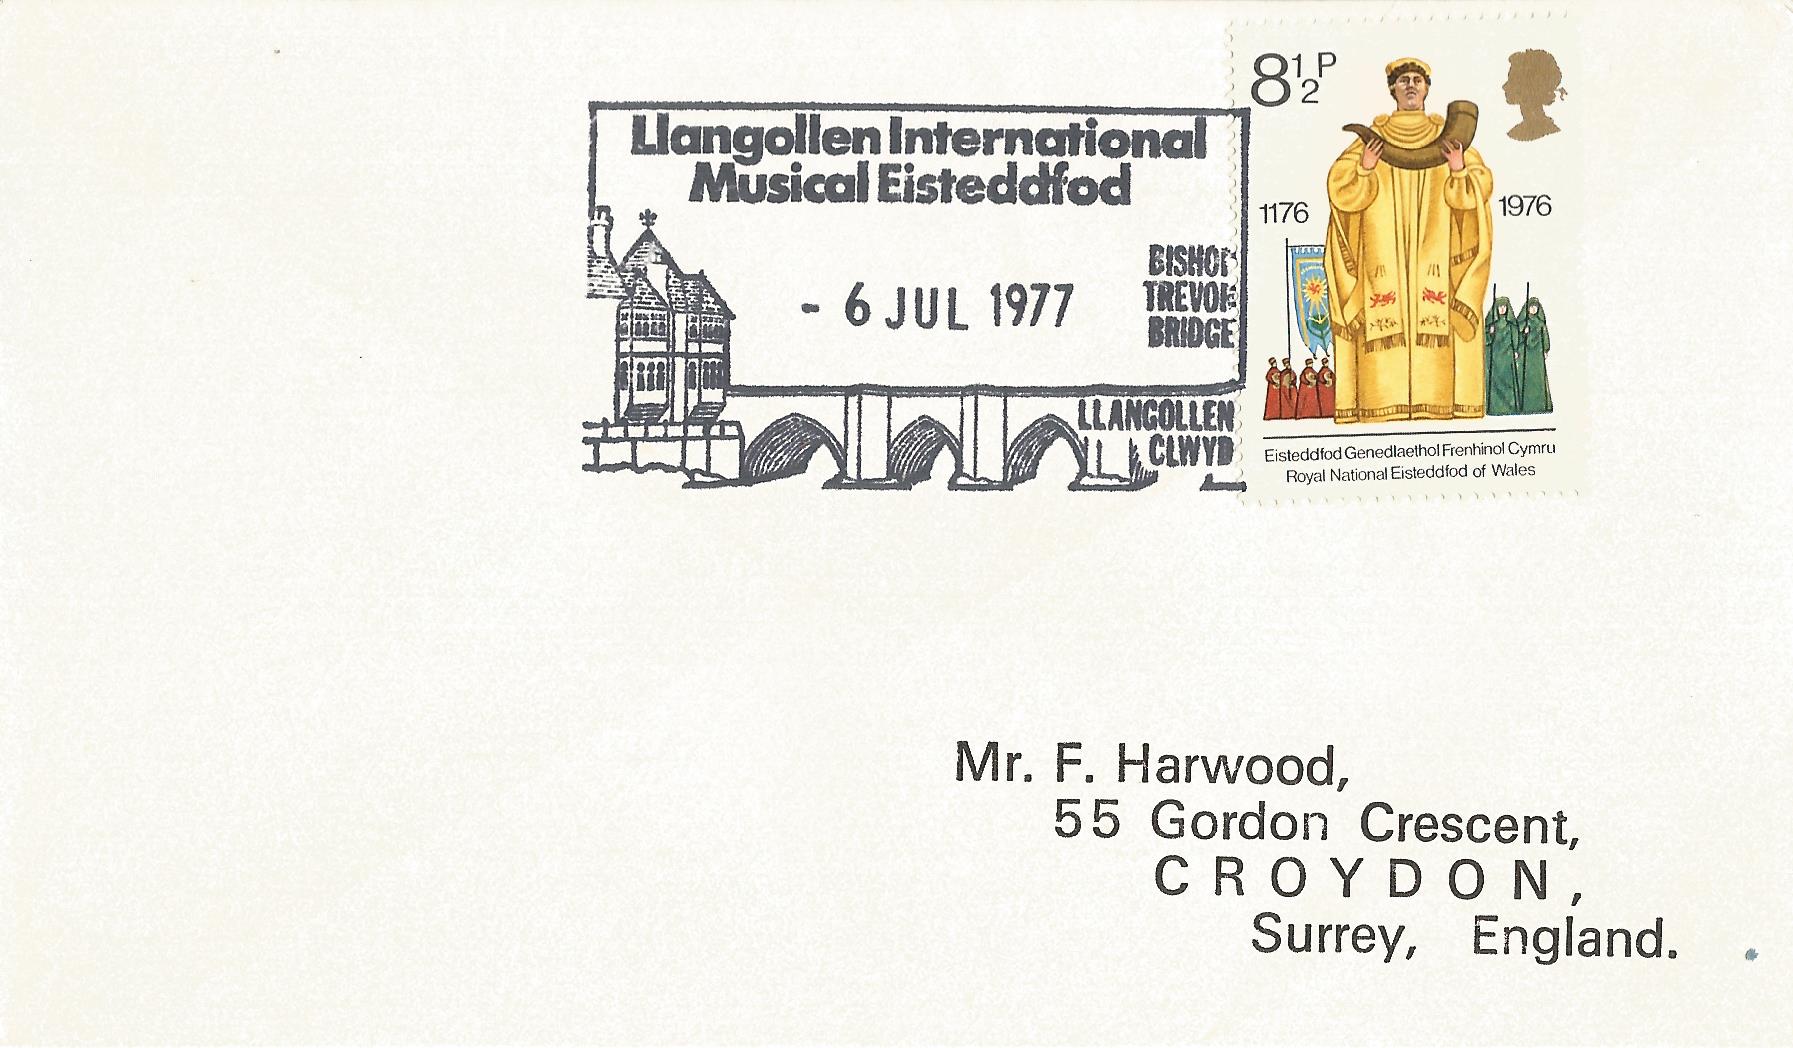 Llangollen International
Musical Eisteddfod
BISHOP
TREVOR
BRIDGE
- 6 JUL 1977
LLANGOLLEN
CLWYD
8½P
1176
1976
Eisteddfod Genedlaethol Frenhinol Cymru
Royal National Eisteddfod of Wales
Mr. F. Harwood,
55 Gordon Crescent,
CROYDON,
Surrey, England.